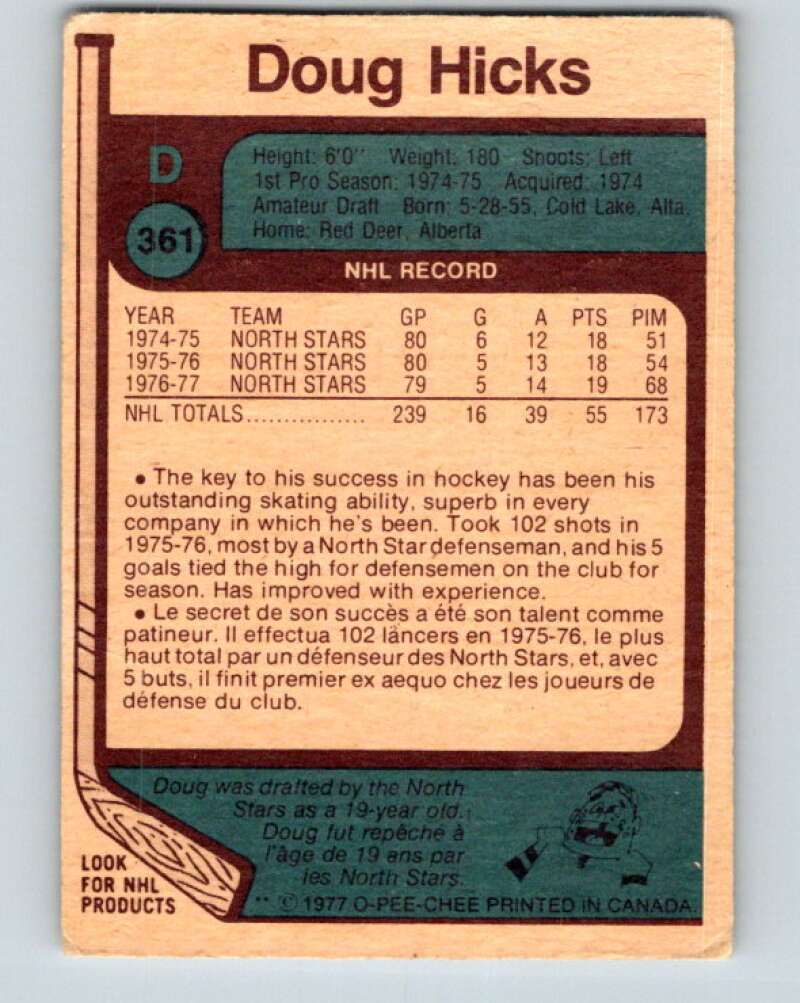 Doug Hicks
D
361
Height: 6'0'' Weight: 180 Shoots: Left
1st Pro Season: 1974-75 Acquired: 1974
Amateur Draft Born: 5-28-55, Cold Lake, Alta.
Home: Red Deer, Alberta
NHL RECORD
YEAR TEAM GP G A PTS PIM
1974-75 NORTH STARS 80 6 12 18 51
1975-76 NORTH STARS 80 5 13 18 54
1976-77 NORTH STARS 79 5 14 19 68
NHL TOTALS................ 239 16 39 55 173
• The key to his success in hockey has been his
outstanding skating ability, superb in every
company in which he's been. Took 102 shots in
1975-76, most by a North Star defenseman, and his 5
goals tied the high for defensemen on the club for
season. Has improved with experience.
• Le secret de son succès a été son talent comme
patineur. Il effectua 102 lancers en 1975-76, le plus
haut total par un défenseur des North Stars, et, avec
5 buts, il finit premier ex aequo chez les joueurs de
défense du club.
Doug was drafted by the North
Stars as a 19-year old.
Doug fut repêché à
l'âge de 19 ans par
les North Stars.
LOOK
FOR NHL
PRODUCTS
** © 1977 O-PEE-CHEE PRINTED IN CANADA.